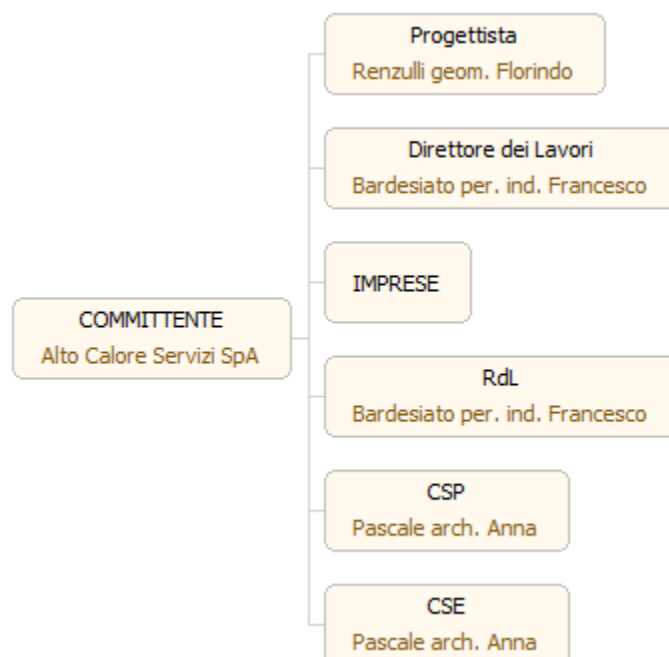 Progettista
Renzulli geom. Florindo
Direttore dei Lavori
Bardesiato per. ind. Francesco
IMPRESE
COMMITTENTE
Alto Calore Servizi SpA
RdL
Bardesiato per. ind. Francesco
CSP
Pascale arch. Anna
CSE
Pascale arch. Anna